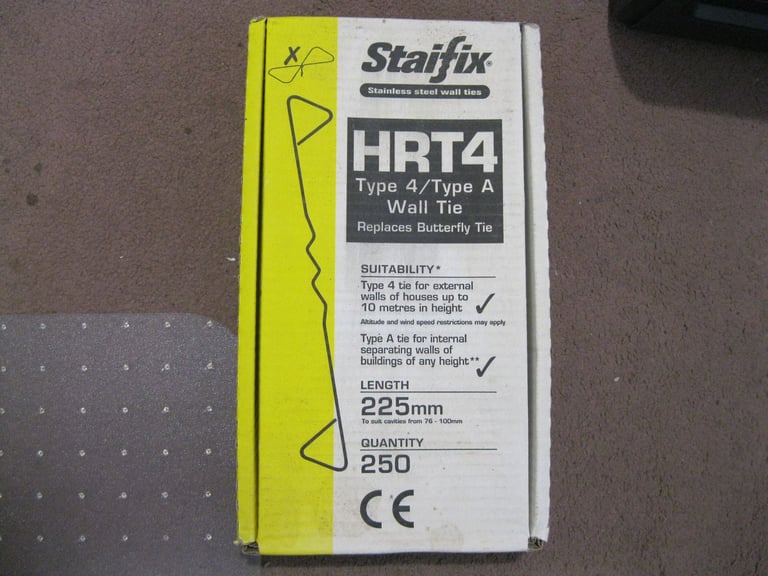 X
Staifix®
Stainless steel wall ties
HRT4
Type 4/Type A
Wall Tie
Replaces Butterfly Tie
SUITABILITY*
Type 4 tie for external
walls of houses up to
10 metres in height ✓
Altitude and wind speed restrictions may apply
Type A tie for internal
separating walls of
buildings of any height** ✓
LENGTH
225mm
To suit cavities from 76 - 100mm
QUANTITY
250
CE